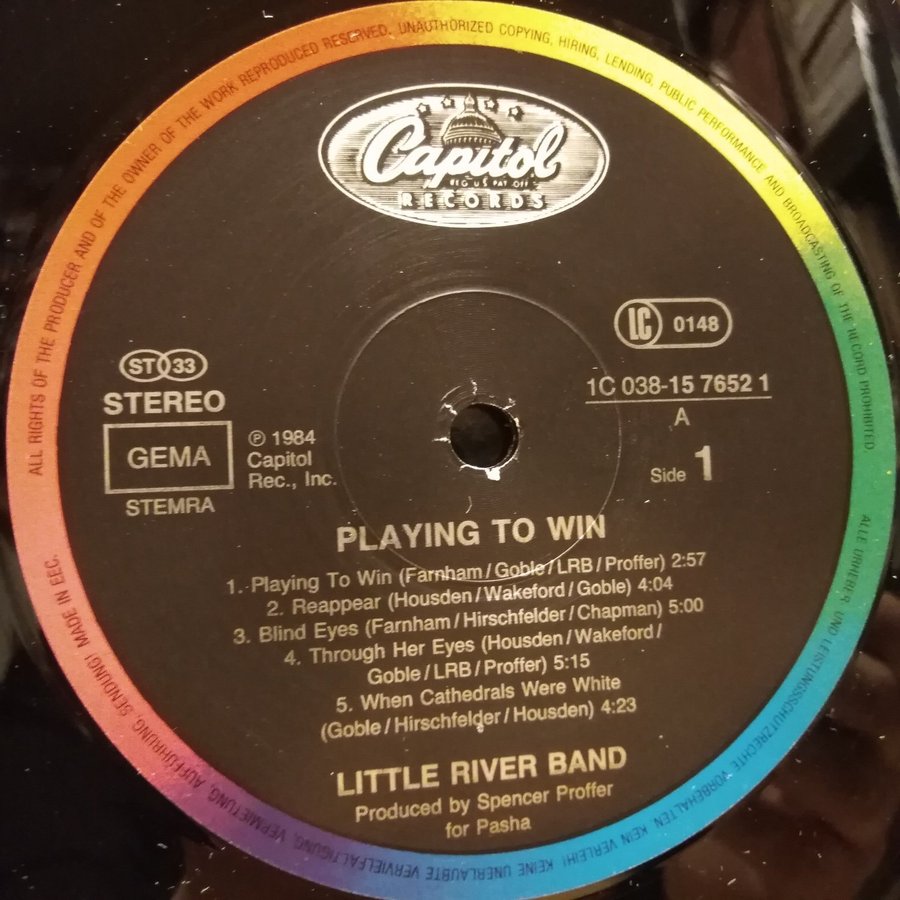 ALL RIGHTS OF THE PRODUCER AND OF THE OWNER OF THE WORK REPRODUCED RESERVED. UNAUTHORIZED COPYING, HIRING, LENDING, PUBLIC PERFORMANCE AND BROADCASTING OF THE RECORD PROHIBITED
Capitol
REG. U.S. PAT. OFF.
RECORDS
LC 0148
ST 33
STEREO
GEMA
STEMRA
℗ 1984
Capitol
Rec., Inc.
1C 038-15 7652 1
A
Side 1
PLAYING TO WIN
1. Playing To Win (Farnham/Goble/LRB/Proffer) 2:57
2. Reappear (Housden/Wakeford/Goble) 4:04
3. Blind Eyes (Farnham/Hirschfelder/Chapman) 5:00
4. Through Her Eyes (Housden/Wakeford/
Goble/LRB/Proffer) 5:15
5. When Cathedrals Were White
(Goble/Hirschfelder/Housden) 4:23
LITTLE RIVER BAND
Produced by Spencer Proffer
for Pasha
ALLE URHEBER- UND LEISTUNGSSCHUTZRECHTE VORBEHALTEN. KEIN VERLEIH! KEINE UNERLAUBTE VERVIELFÄLTIGUNG, VERMIETUNG, AUFFÜHRUNG, SENDUNG! MADE IN EEC.